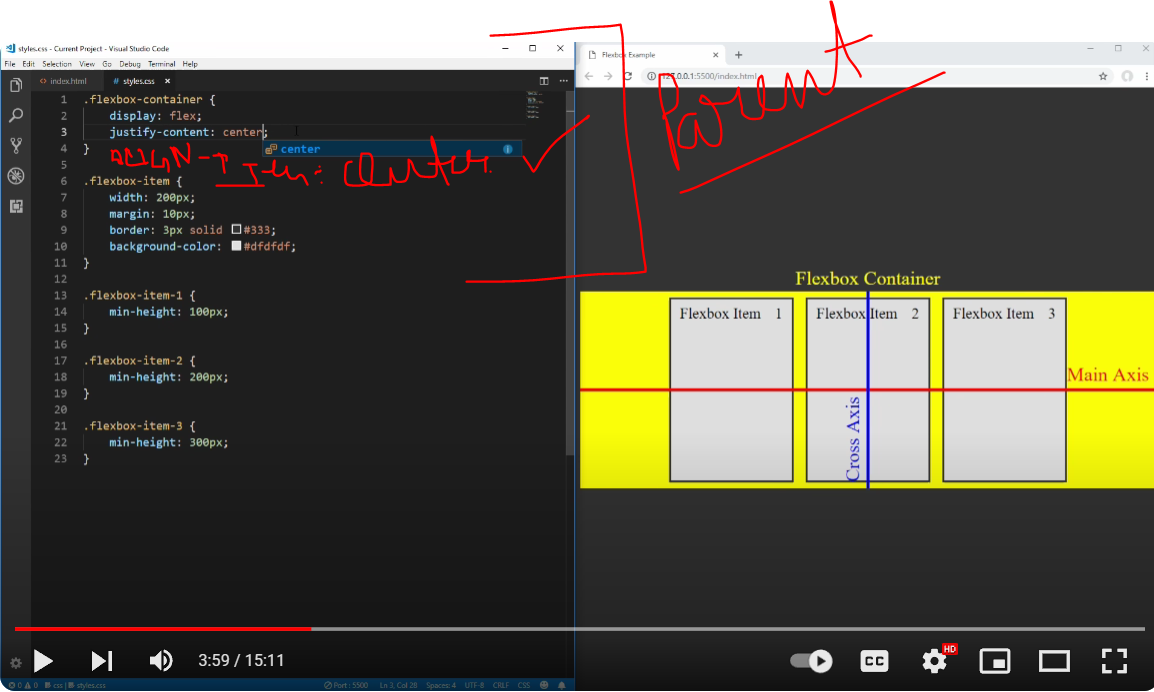 styles.css - Current Project - Visual Studio Code
File Edit Selection View Go Debug Terminal Help
index.html
# styles.css ×
1 .flexbox-container {
2 display: flex;
3 justify-content: center;
center
4 }
5
ALIGN-ITem: center
6 .flexbox-item {
7 width: 200px;
8 margin: 10px;
9 border: 3px solid #333;
10 background-color: #dfdfdf;
11 }
12
13 .flexbox-item-1 {
14 min-height: 100px;
15 }
16
17 .flexbox-item-2 {
18 min-height: 200px;
19 }
20
21 .flexbox-item-3 {
22 min-height: 300px;
23 }
Flexbox Example
127.0.0.1:5500/index.html
Parent
Flexbox Container
Flexbox Item 1
Flexbox Item 2
Flexbox Item 3
Main Axis
Cross Axis
3:59 / 15:11
CC
HD
0 0 css | styles.css Port : 5500 Ln 3, Col 28 Spaces: 4 UTF-8 CRLF CSS